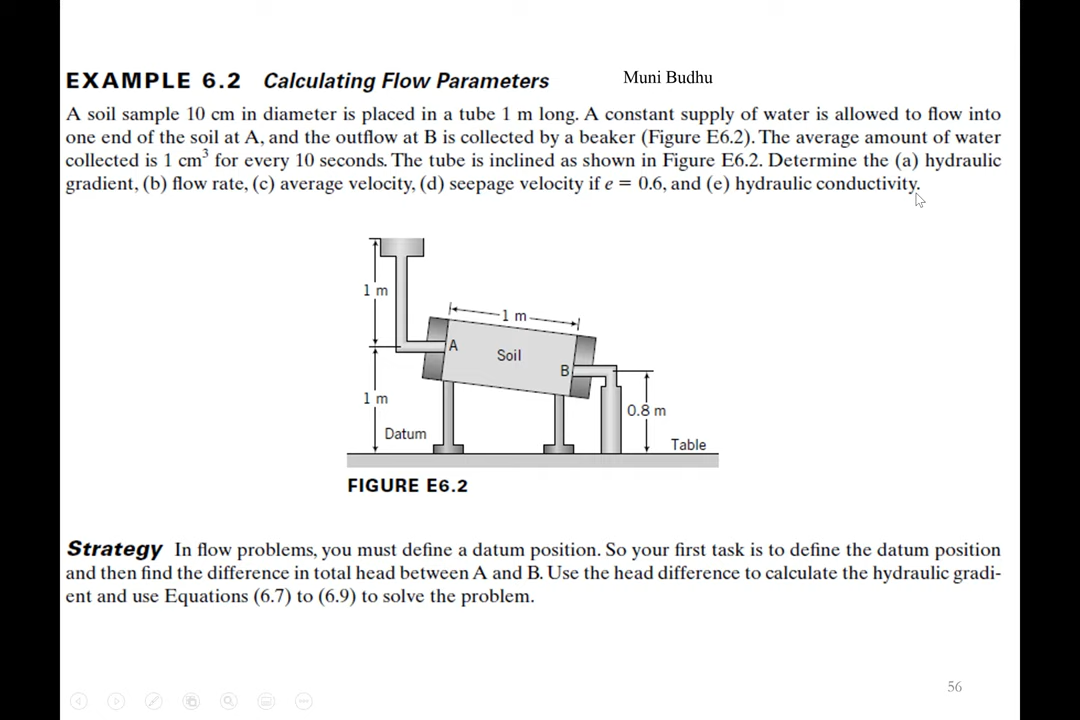 EXAMPLE 6.2 Calculating Flow Parameters
Muni Budhu
A soil sample 10 cm in diameter is placed in a tube 1 m long. A constant supply of water is allowed to flow into
one end of the soil at A, and the outflow at B is collected by a beaker (Figure E6.2). The average amount of water
collected is 1 cm³ for every 10 seconds. The tube is inclined as shown in Figure E6.2. Determine the (a) hydraulic
gradient, (b) flow rate, (c) average velocity, (d) seepage velocity if e = 0.6, and (e) hydraulic conductivity.
1 m
1 m
A
Soil
B
1 m
0.8 m
Datum
Table
FIGURE E6.2
Strategy In flow problems, you must define a datum position. So your first task is to define the datum position
and then find the difference in total head between A and B. Use the head difference to calculate the hydraulic gradi-
ent and use Equations (6.7) to (6.9) to solve the problem.
56